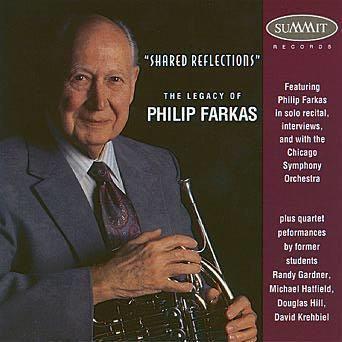 SUMMIT
RECORDS
"SHARED REFLECTIONS"
THE LEGACY OF
PHILIP FARKAS
Featuring
Philip Farkas
in solo recital,
interviews,
and with the
Chicago
Symphony
Orchestra
plus quartet
peformances
by former
students
Randy Gardner,
Michael Hatfield,
Douglas Hill,
David Krehbiel